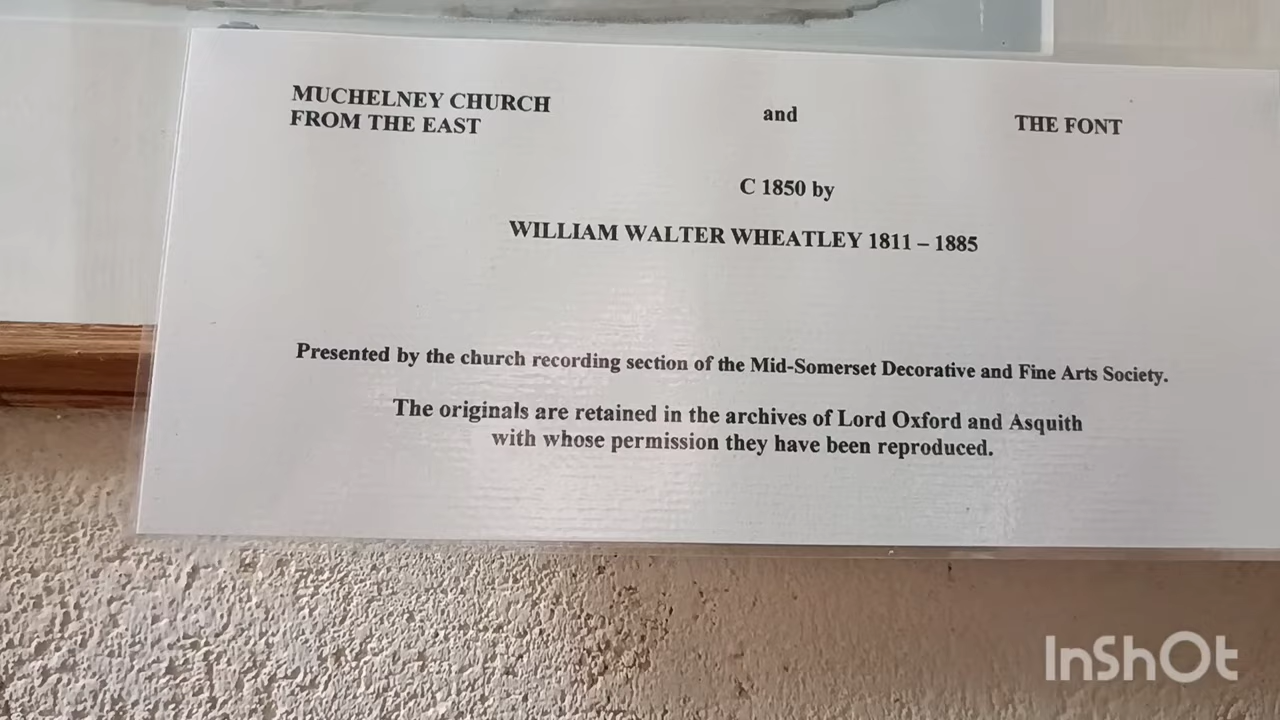 MUCHELNEY CHURCH
FROM THE EAST
and
THE FONT
C 1850 by
WILLIAM WALTER WHEATLEY 1811 – 1885
Presented by the church recording section of the Mid-Somerset Decorative and Fine Arts Society.
The originals are retained in the archives of Lord Oxford and Asquith
with whose permission they have been reproduced.
InShOt